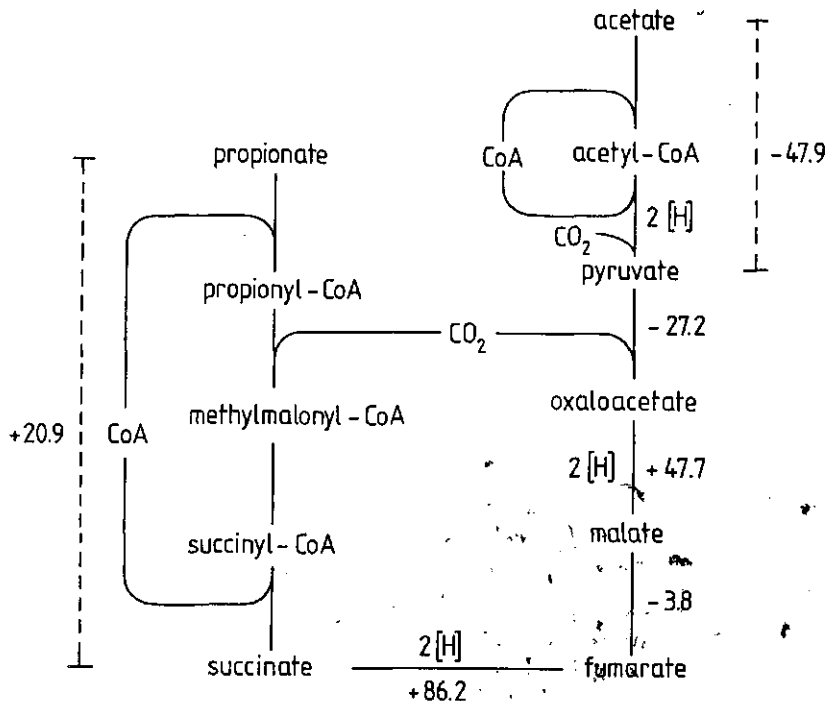 acetate
CoA
acetyl-CoA
-47.9
propionate
2 [H]
CO₂
pyruvate
propionyl-CoA
-27.2
CO₂
oxaloacetate
methylmalonyl-CoA
+20.9
CoA
2 [H]
+47.7
malate
succinyl-CoA
-3.8
2 [H]
succinate
fumarate
+86.2